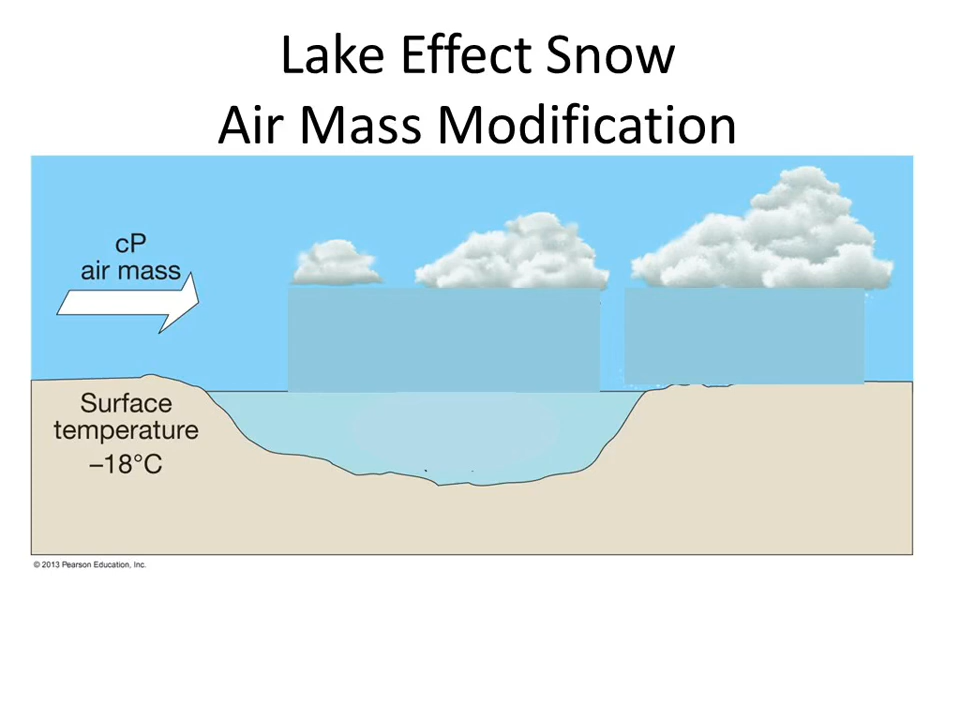 Lake Effect Snow
Air Mass Modification
cP
air mass
Surface
temperature
–18°C
© 2013 Pearson Education, Inc.